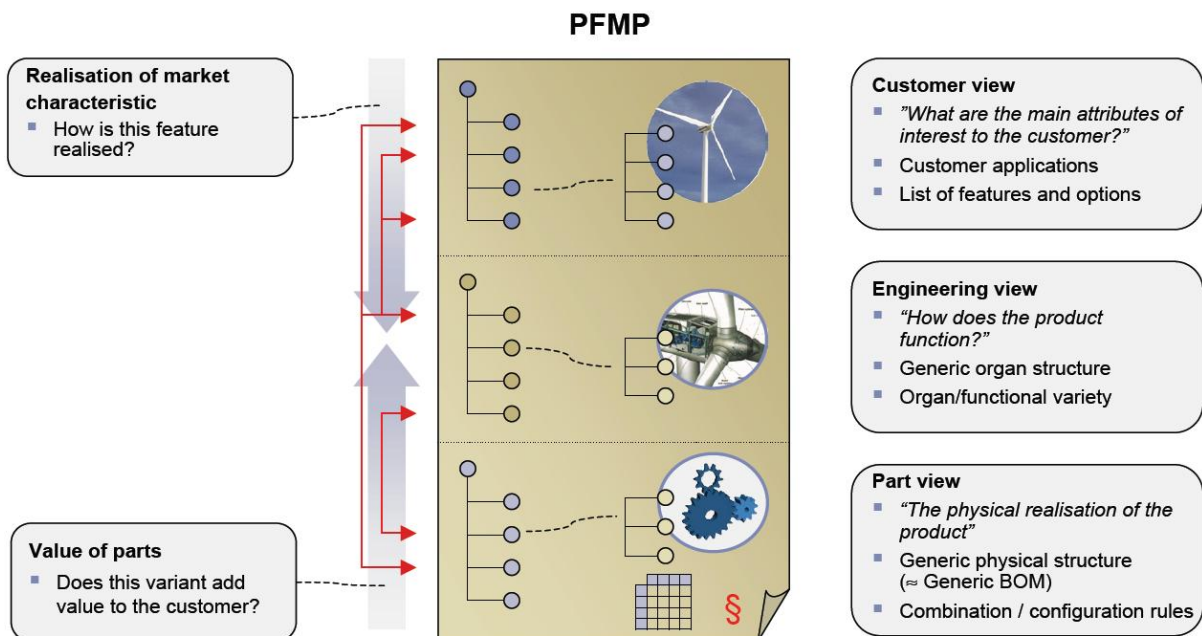 PFMP
Realisation of market
characteristic
How is this feature
realised?
Value of parts
Does this variant add
value to the customer?
§
Customer view
"What are the main attributes of
interest to the customer?"
Customer applications
List of features and options
Engineering view
"How does the product
function?"
Generic organ structure
Organ/functional variety
Part view
"The physical realisation of the
product"
Generic physical structure
(≈ Generic BOM)
Combination / configuration rules